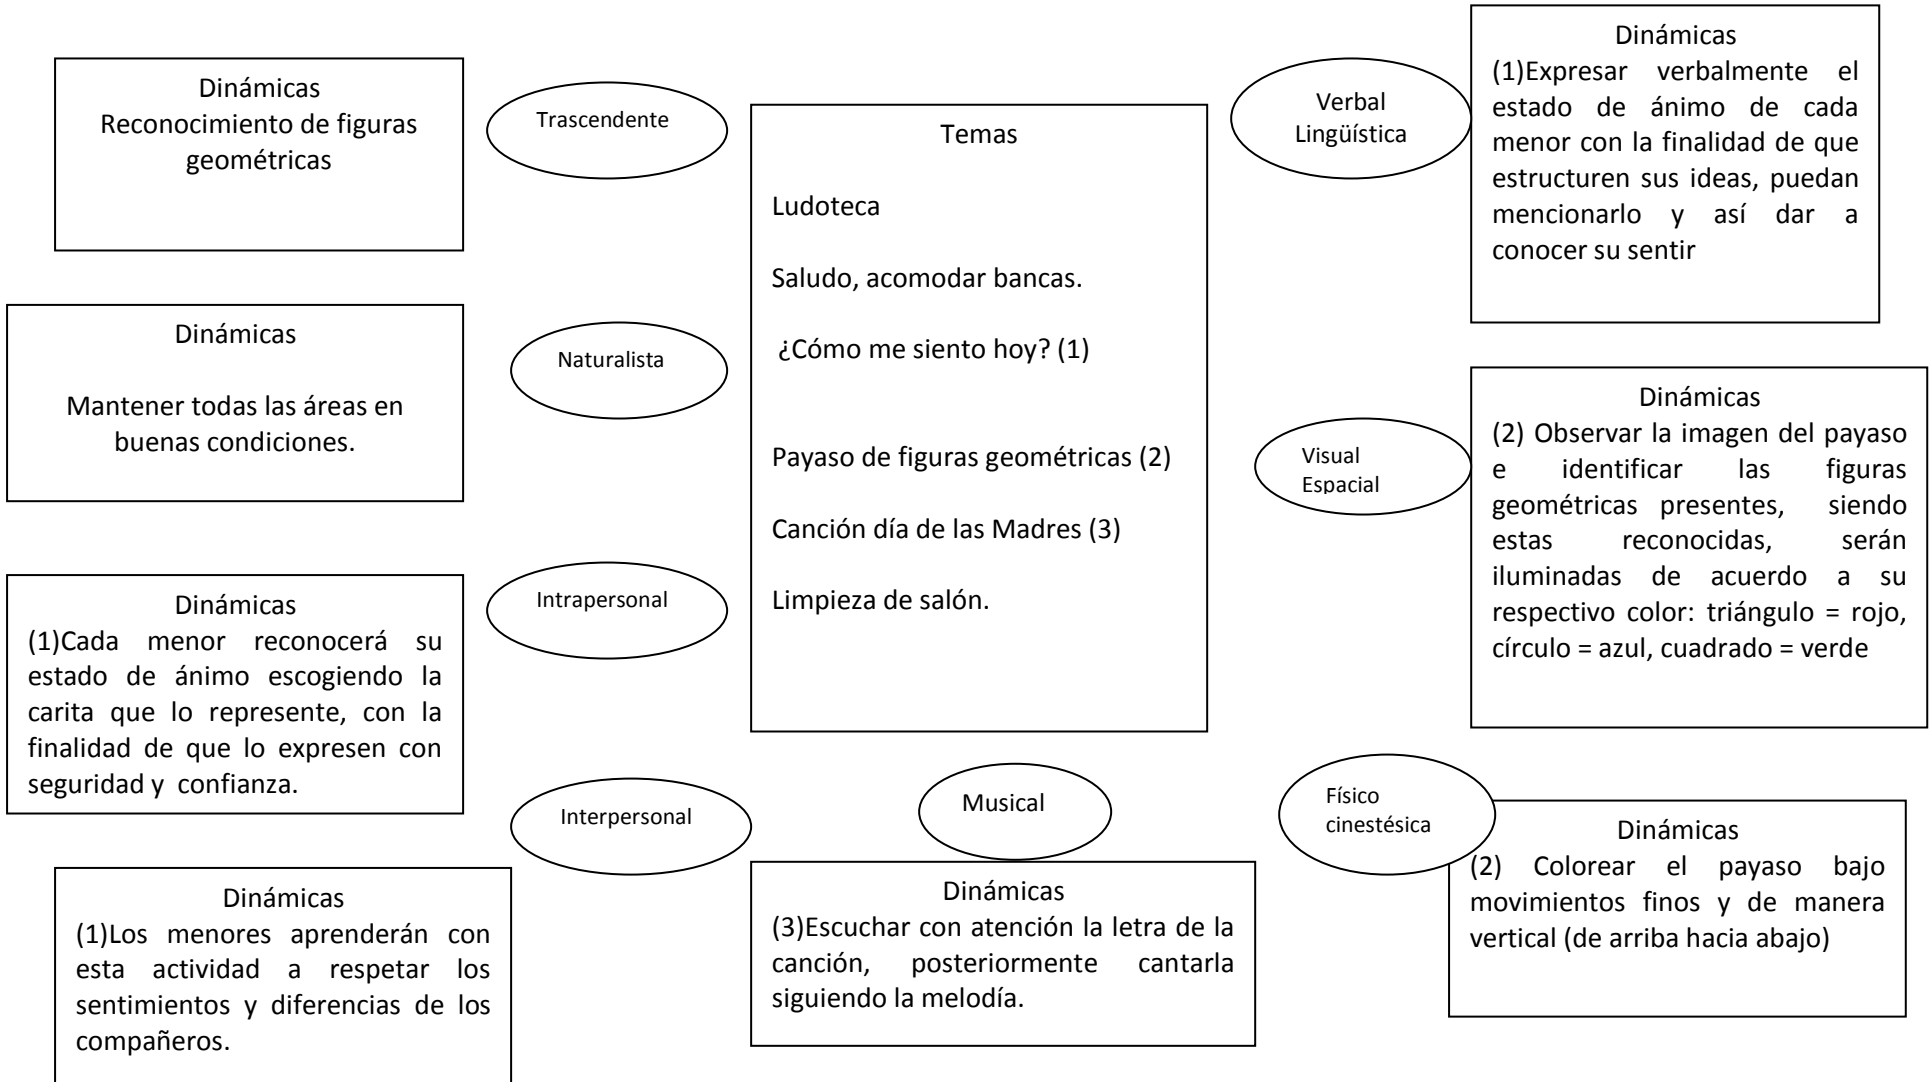 Dinámicas
Reconocimiento de figuras
geométricas
Trascendente
Temas
Ludoteca
Saludo, acomodar bancas.
¿Cómo me siento hoy? (1)
Payaso de figuras geométricas (2)
Canción día de las Madres (3)
Limpieza de salón.
Verbal
Lingüística
Dinámicas
(1)Expresar verbalmente el
estado de ánimo de cada
menor con la finalidad de que
estructuren sus ideas, puedan
mencionarlo y así dar a
conocer su sentir
Dinámicas
Mantener todas las áreas en
buenas condiciones.
Naturalista
Visual
Espacial
Dinámicas
(2) Observar la imagen del payaso
e identificar las figuras
geométricas presentes, siendo
estas reconocidas, serán
iluminadas de acuerdo a su
respectivo color: triángulo = rojo,
círculo = azul, cuadrado = verde
Dinámicas
(1)Cada menor reconocerá su
estado de ánimo escogiendo la
carita que lo represente, con la
finalidad de que lo expresen con
seguridad y confianza.
Intrapersonal
Interpersonal
Musical
Físico
cinestésica
Dinámicas
(1)Los menores aprenderán con
esta actividad a respetar los
sentimientos y diferencias de los
compañeros.
Dinámicas
(3)Escuchar con atención la letra de la
canción, posteriormente cantarla
siguiendo la melodía.
Dinámicas
(2) Colorear el payaso bajo
movimientos finos y de manera
vertical (de arriba hacia abajo)